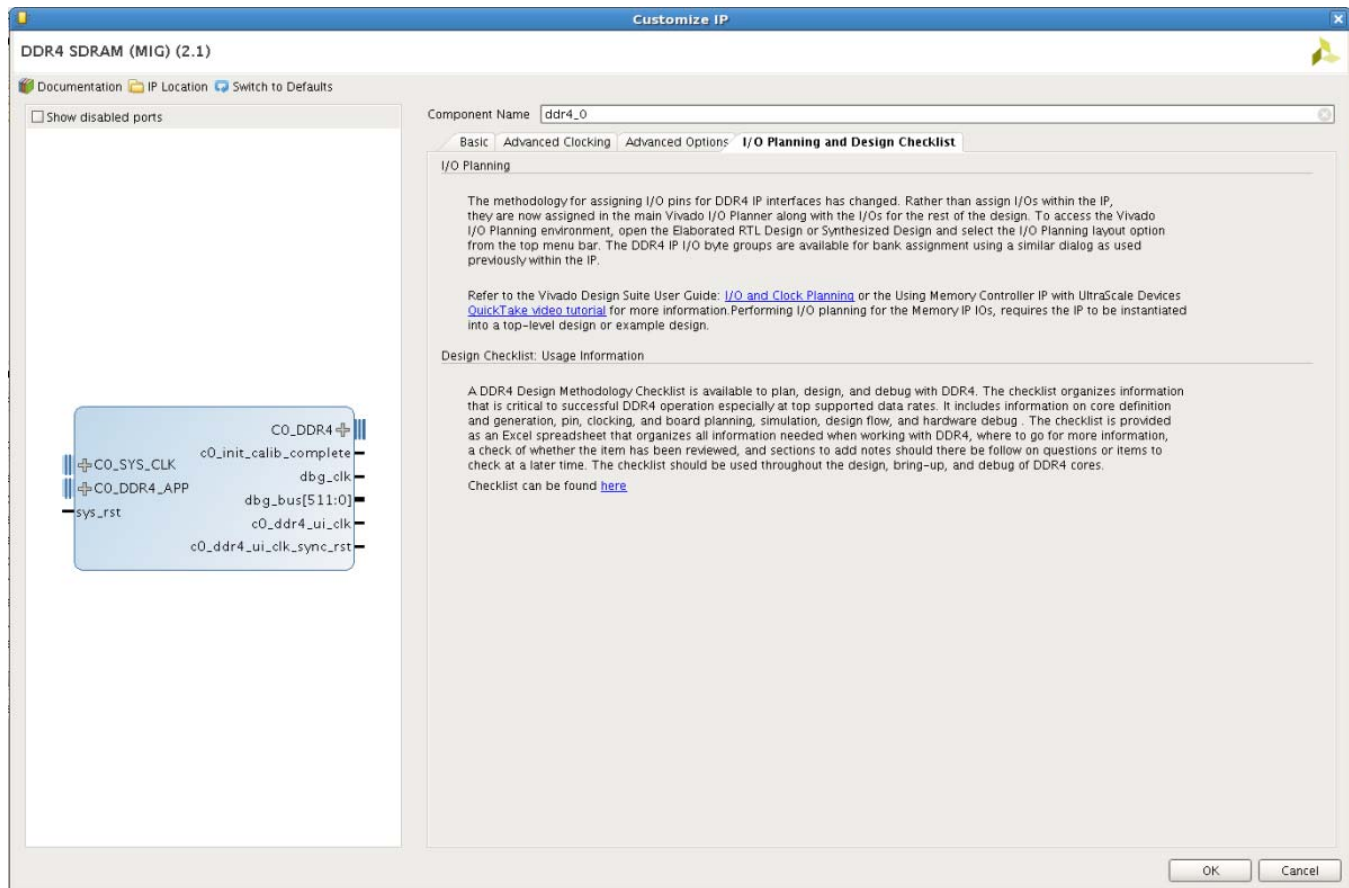 Customize IP
DDR4 SDRAM (MIG) (2.1)
Documentation IP Location Switch to Defaults
Show disabled ports
C0_DDR4
c0_init_calib_complete
C0_SYS_CLK
dbg_clk
C0_DDR4_APP
dbg_bus[511:0]
sys_rst
c0_ddr4_ui_clk
c0_ddr4_ui_clk_sync_rst
Component Name ddr4_0
Basic Advanced Clocking Advanced Options I/O Planning and Design Checklist
I/O Planning
The methodology for assigning I/O pins for DDR4 IP interfaces has changed. Rather than assign I/Os within the IP,
they are now assigned in the main Vivado I/O Planner along with the I/Os for the rest of the design. To access the Vivado
I/O Planning environment, open the Elaborated RTL Design or Synthesized Design and select the I/O Planning layout option
from the top menu bar. The DDR4 IP I/O byte groups are available for bank assignment using a similar dialog as used
previously within the IP.
Refer to the Vivado Design Suite User Guide: I/O and Clock Planning or the Using Memory Controller IP with UltraScale Devices
QuickTake video tutorial for more information.Performing I/O planning for the Memory IP IOs, requires the IP to be instantiated
into a top-level design or example design.
Design Checklist: Usage Information
A DDR4 Design Methodology Checklist is available to plan, design, and debug with DDR4. The checklist organizes information
that is critical to successful DDR4 operation especially at top supported data rates. It includes information on core definition
and generation, pin, clocking, and board planning, simulation, design flow, and hardware debug . The checklist is provided
as an Excel spreadsheet that organizes all information needed when working with DDR4, where to go for more information,
a check of whether the item has been reviewed, and sections to add notes should there be follow on questions or items to
check at a later time. The checklist should be used throughout the design, bring-up, and debug of DDR4 cores.
Checklist can be found here
OK Cancel